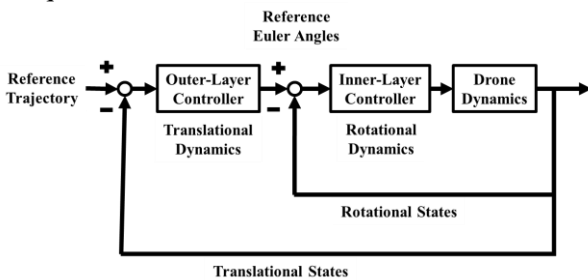 Reference
Euler Angles
+
+
Reference
Trajectory
Outer-Layer
Controller
Inner-Layer
Controller
Drone
Dynamics
−
−
Translational
Dynamics
Rotational
Dynamics
Rotational States
Translational States